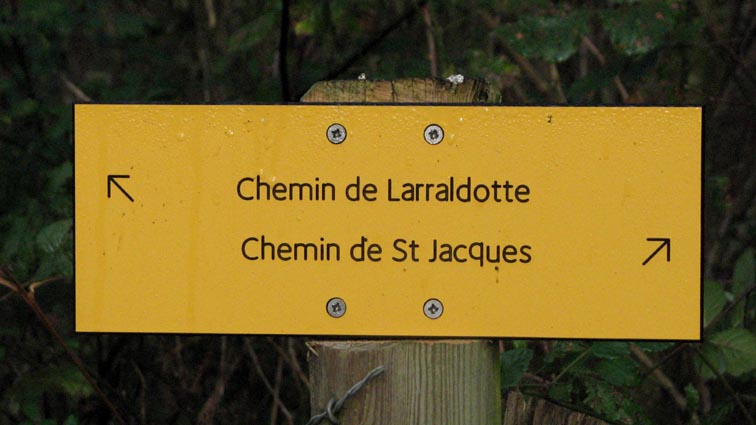 Chemin de Larraldotte
Chemin de St Jacques